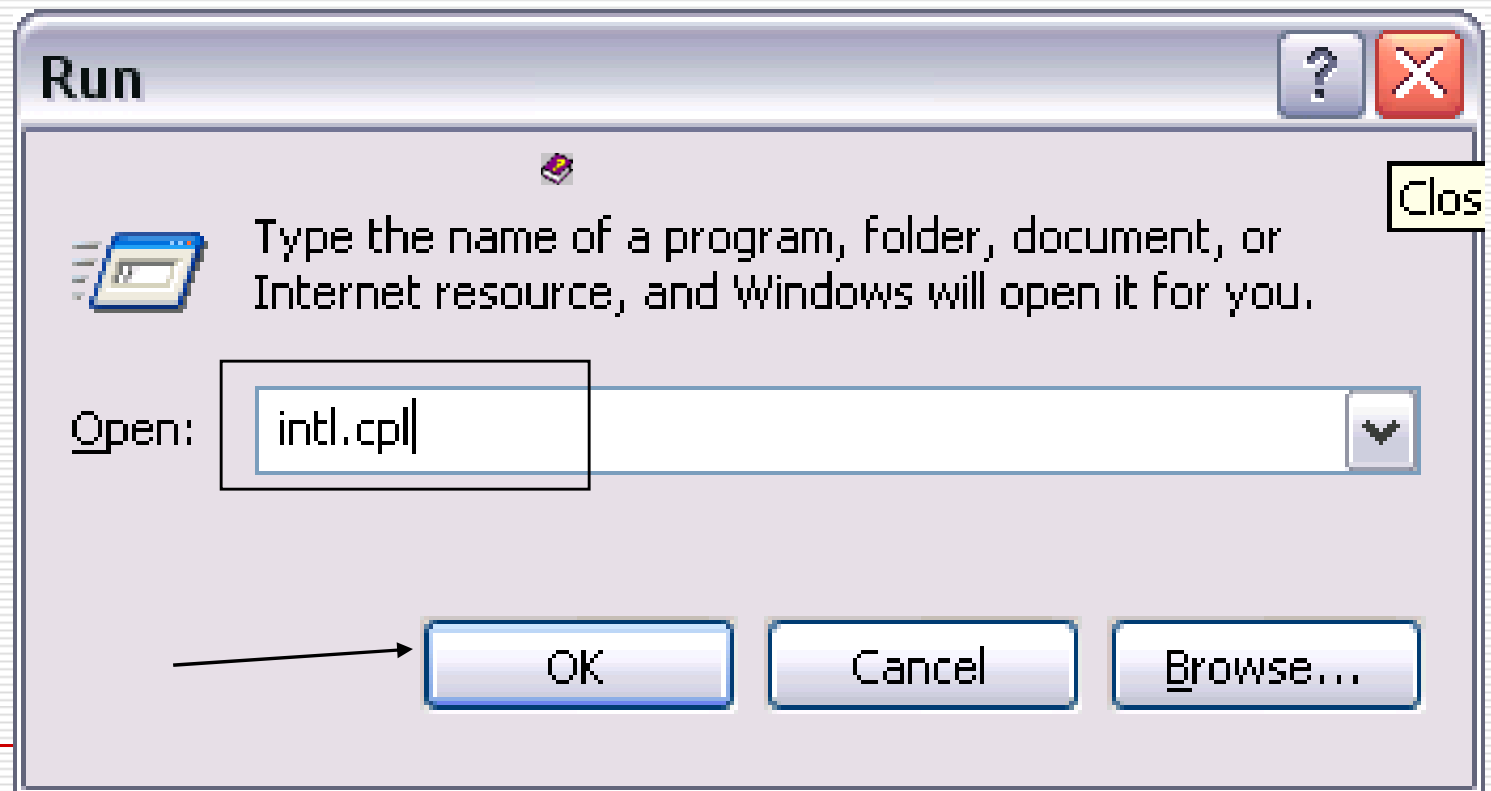 Run
?
Clos
Type the name of a program, folder, document, or
Internet resource, and Windows will open it for you.
Open:
intl.cpl
OK
Cancel
Browse...